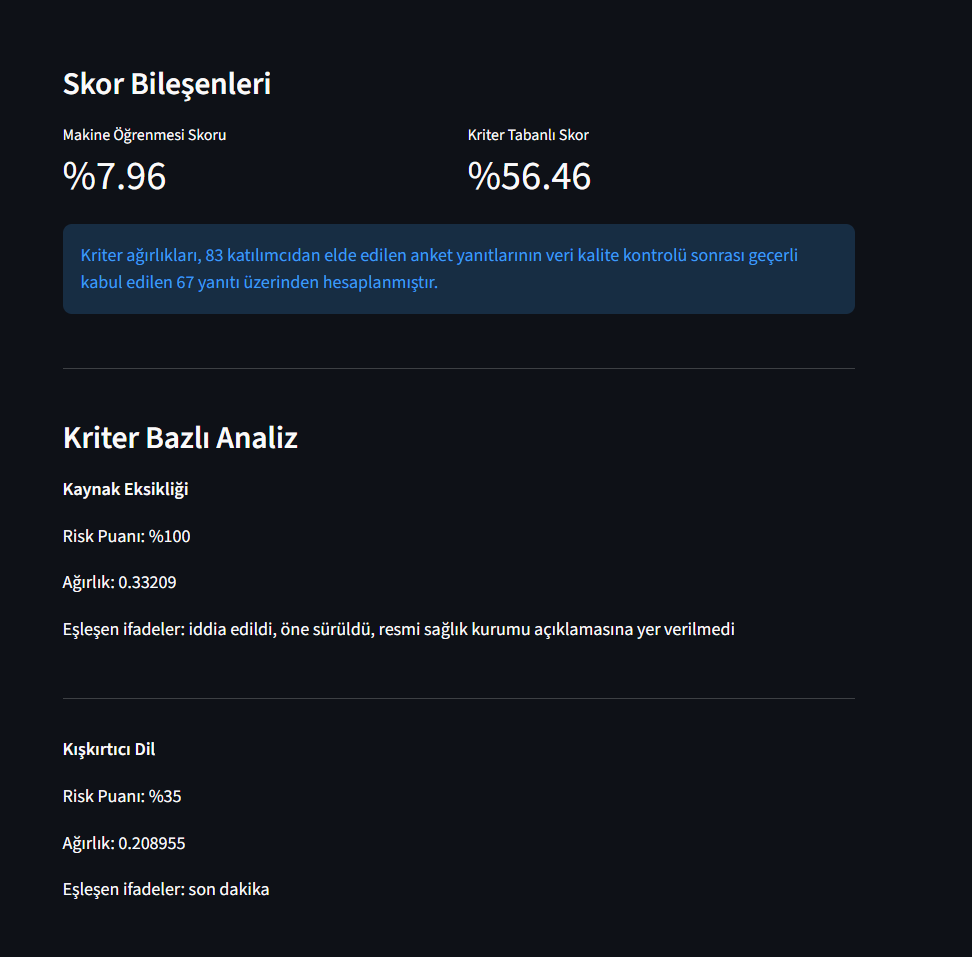 Skor Bileşenleri
Makine Öğrenmesi Skoru
%7.96
Kriter Tabanlı Skor
%56.46
Kriter ağırlıkları, 83 katılımcıdan elde edilen anket yanıtlarının veri kalite kontrolü sonrası geçerli
kabul edilen 67 yanıtı üzerinden hesaplanmıştır.
Kriter Bazlı Analiz
Kaynak Eksikliği
Risk Puanı: %100
Ağırlık: 0.33209
Eşleşen ifadeler: iddia edildi, öne sürüldü, resmi sağlık kurumu açıklamasına yer verilmedi
Kışkırtıcı Dil
Risk Puanı: %35
Ağırlık: 0.208955
Eşleşen ifadeler: son dakika